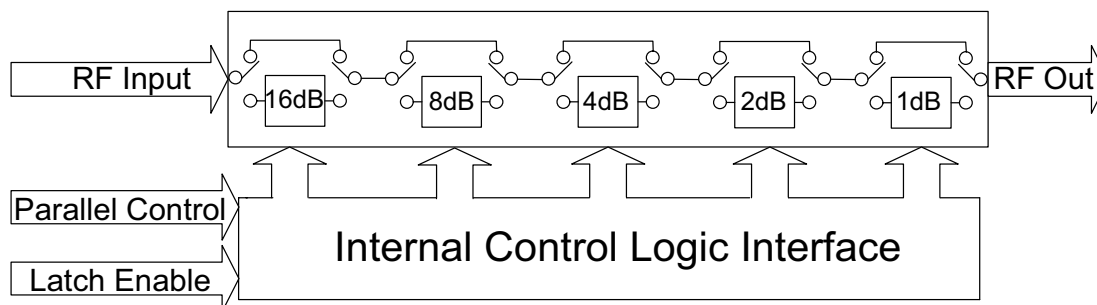 RF Input
16dB
8dB
4dB
2dB
1dB
RF Out
Parallel Control
Internal Control Logic Interface
Latch Enable